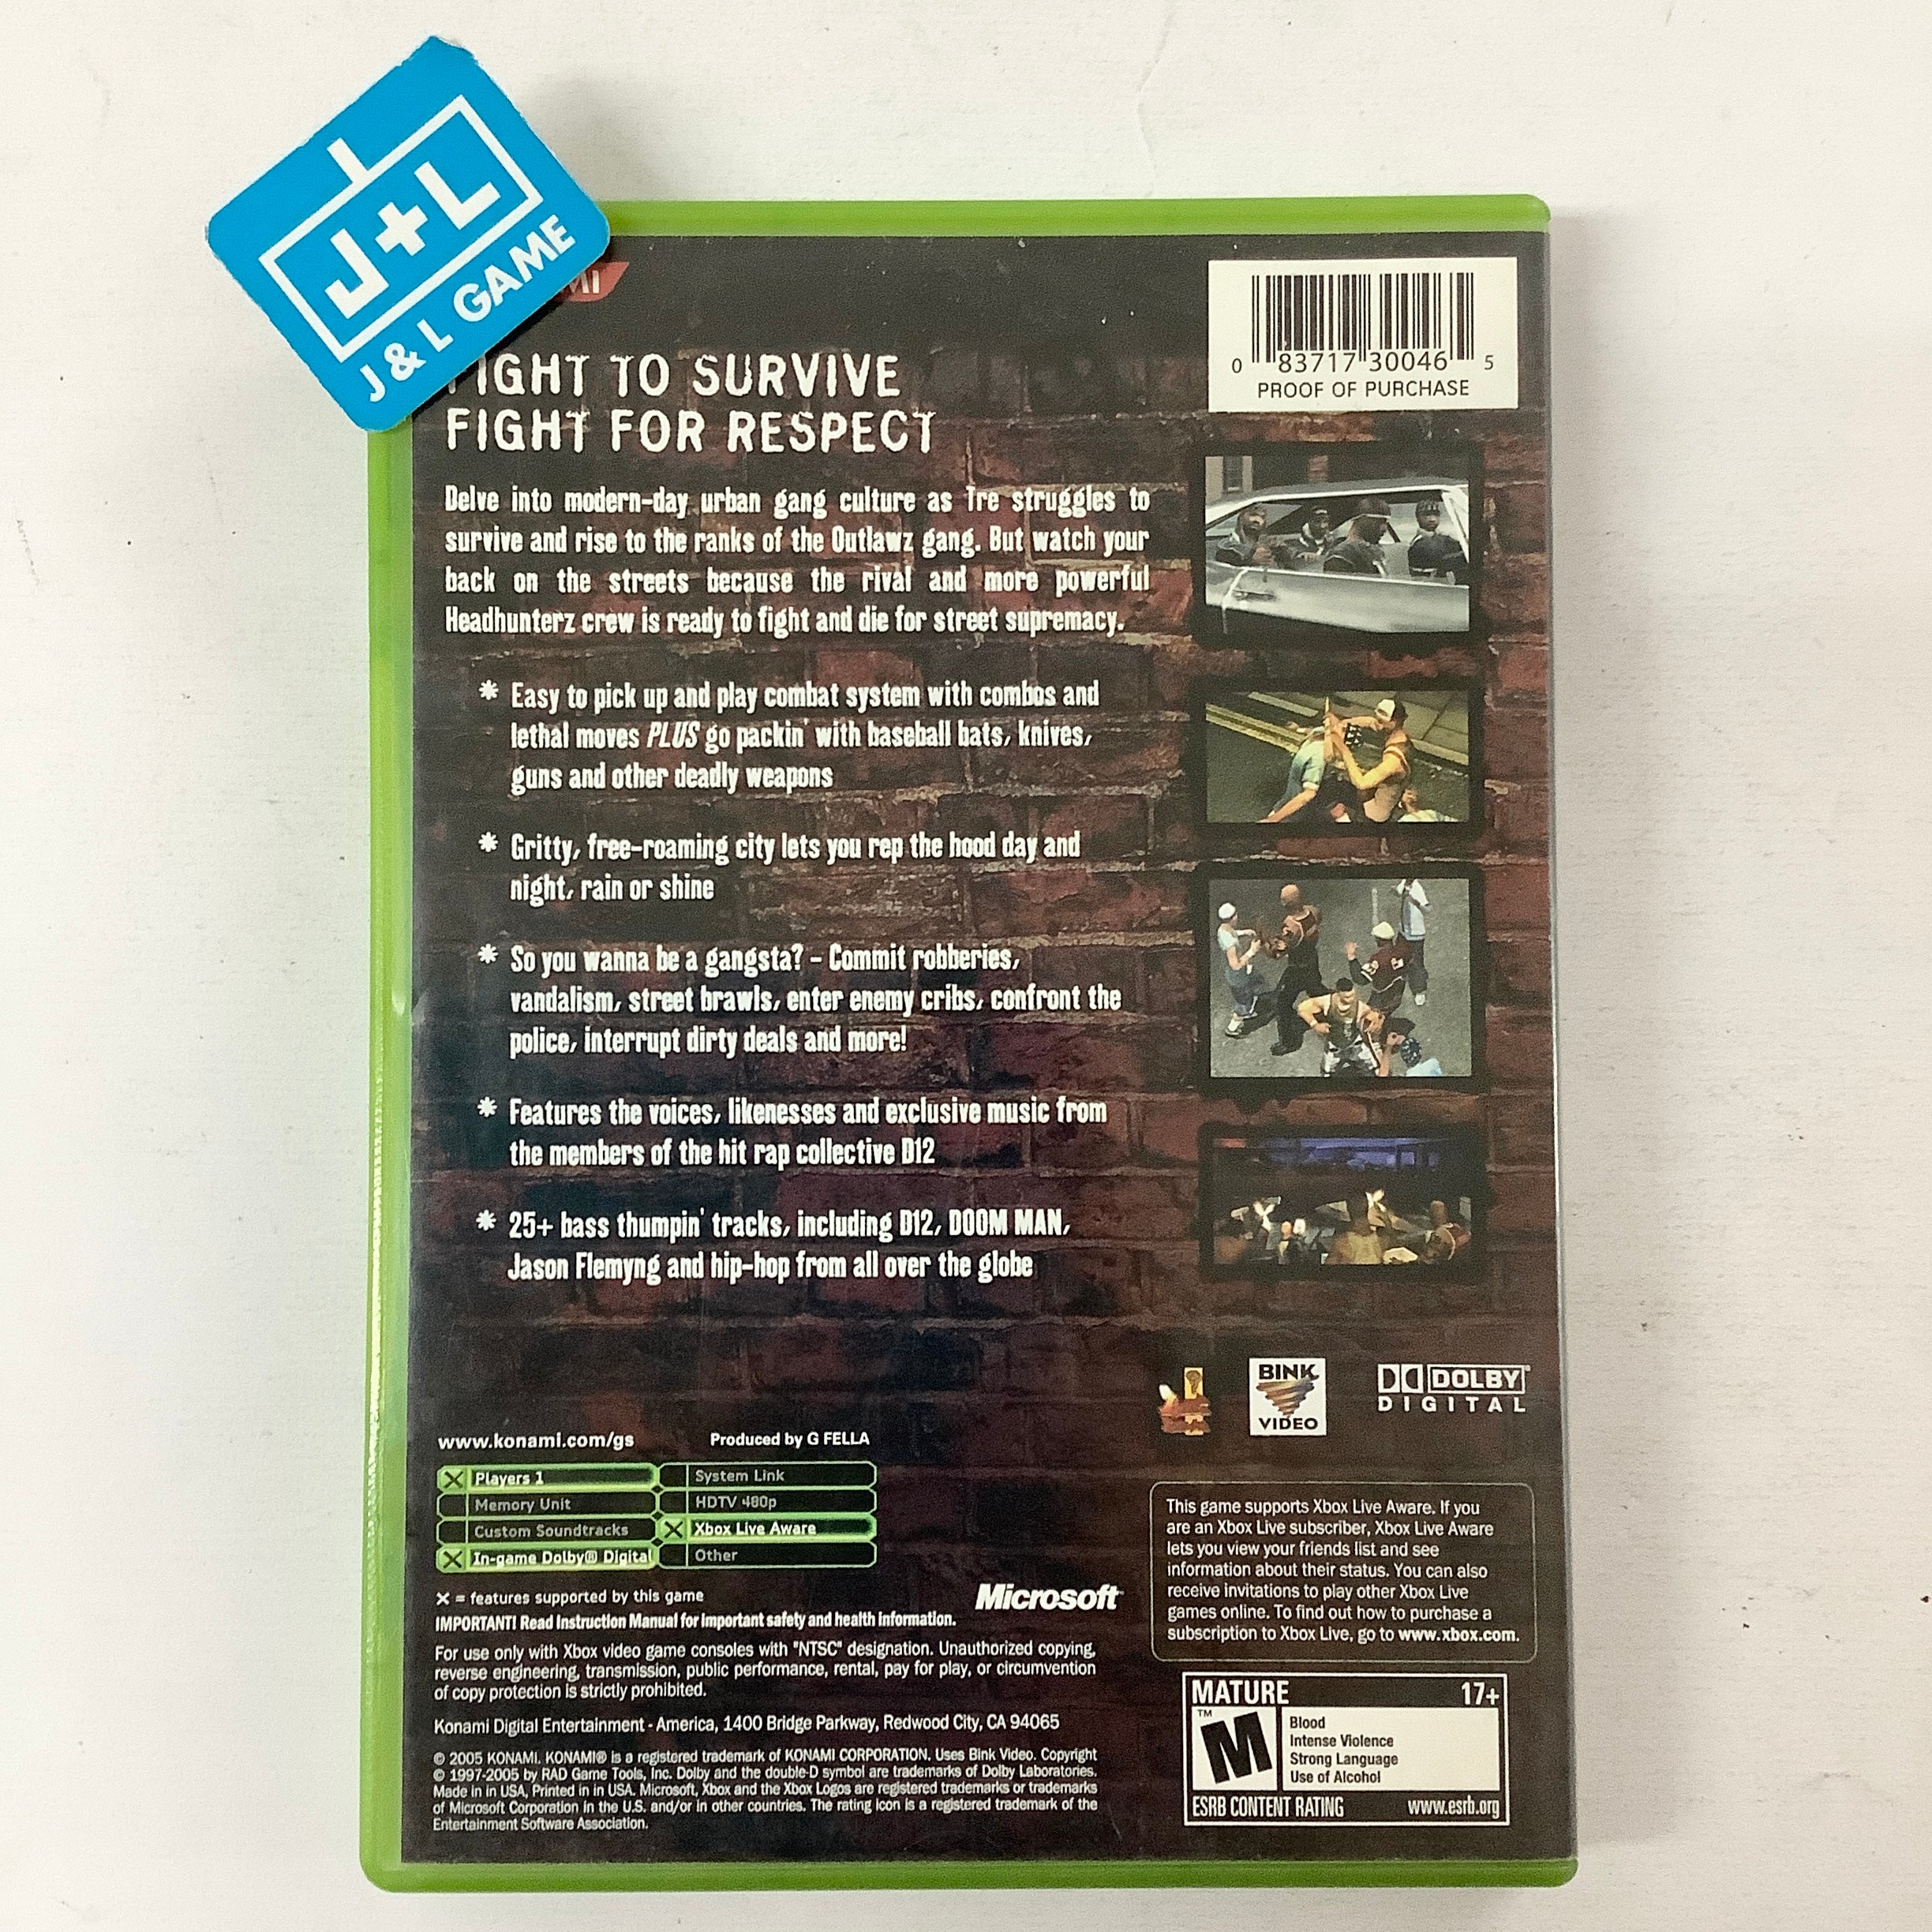 J+L
J & L GAME
FIGHT TO SURVIVE
FIGHT FOR RESPECT
Delve into modern-day urban gang culture as Tre struggles to
survive and rise to the ranks of the Outlawz gang. But watch your
back on the streets because the rival and more powerful
Headhunterz crew is ready to fight and die for street supremacy.
* Easy to pick up and play combat system with combos and
lethal moves PLUS go packin' with baseball bats, knives,
guns and other deadly weapons
* Gritty, free-roaming city lets you rep the hood day and
night, rain or shine
* So you wanna be a gangsta? - Commit robberies,
vandalism, street brawls, enter enemy cribs, confront the
police, interrupt dirty deals and more!
* Features the voices, likenesses and exclusive music from
the members of the hit rap collective D12
* 25+ bass thumpin' tracks, including D12, DOOM MAN,
Jason Flemyng and hip-hop from all over the globe
0 83717 30046 5
PROOF OF PURCHASE
BINK
VIDEO
DOLBY
DIGITAL
www.konami.com/gs Produced by G FELLA
Players 1 System Link
Memory Unit HDTV 480p
Custom Soundtracks Xbox Live Aware
In-game Dolby® Digital Other
X = features supported by this game
Microsoft
IMPORTANT! Read Instruction Manual for important safety and health information.
For use only with Xbox video game consoles with "NTSC" designation. Unauthorized copying,
reverse engineering, transmission, public performance, rental, pay for play, or circumvention
of copy protection is strictly prohibited.
Konami Digital Entertainment - America, 1400 Bridge Parkway, Redwood City, CA 94065
© 2005 KONAMI. KONAMI® is a registered trademark of KONAMI CORPORATION. Uses Bink Video. Copyright
© 1997-2005 by RAD Game Tools, Inc. Dolby and the double-D symbol are trademarks of Dolby Laboratories.
Made in in USA, Printed in in USA. Microsoft, Xbox and the Xbox Logos are registered trademarks or trademarks
of Microsoft Corporation in the U.S. and/or in other countries. The rating icon is a registered trademark of the
Entertainment Software Association.
This game supports Xbox Live Aware. If you
are an Xbox Live subscriber, Xbox Live Aware
lets you view your friends list and see
information about their status. You can also
receive invitations to play other Xbox Live
games online. To find out how to purchase a
subscription to Xbox Live, go to www.xbox.com.
MATURE 17+
M
Blood
Intense Violence
Strong Language
Use of Alcohol
ESRB CONTENT RATING www.esrb.org